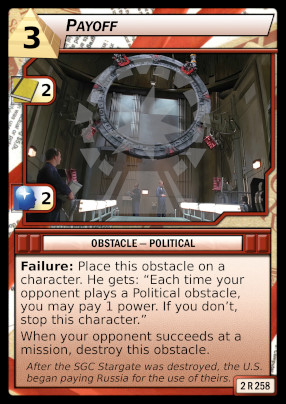 3
PAYOFF
2
2
OBSTACLE – POLITICAL
Failure: Place this obstacle on a
character. He gets: “Each time your
opponent plays a Political obstacle,
you may pay 1 power. If you don’t,
stop this character.”
When your opponent succeeds at a
mission, destroy this obstacle.
After the SGC Stargate was destroyed, the U.S.
began paying Russia for the use of theirs.
2 R 258